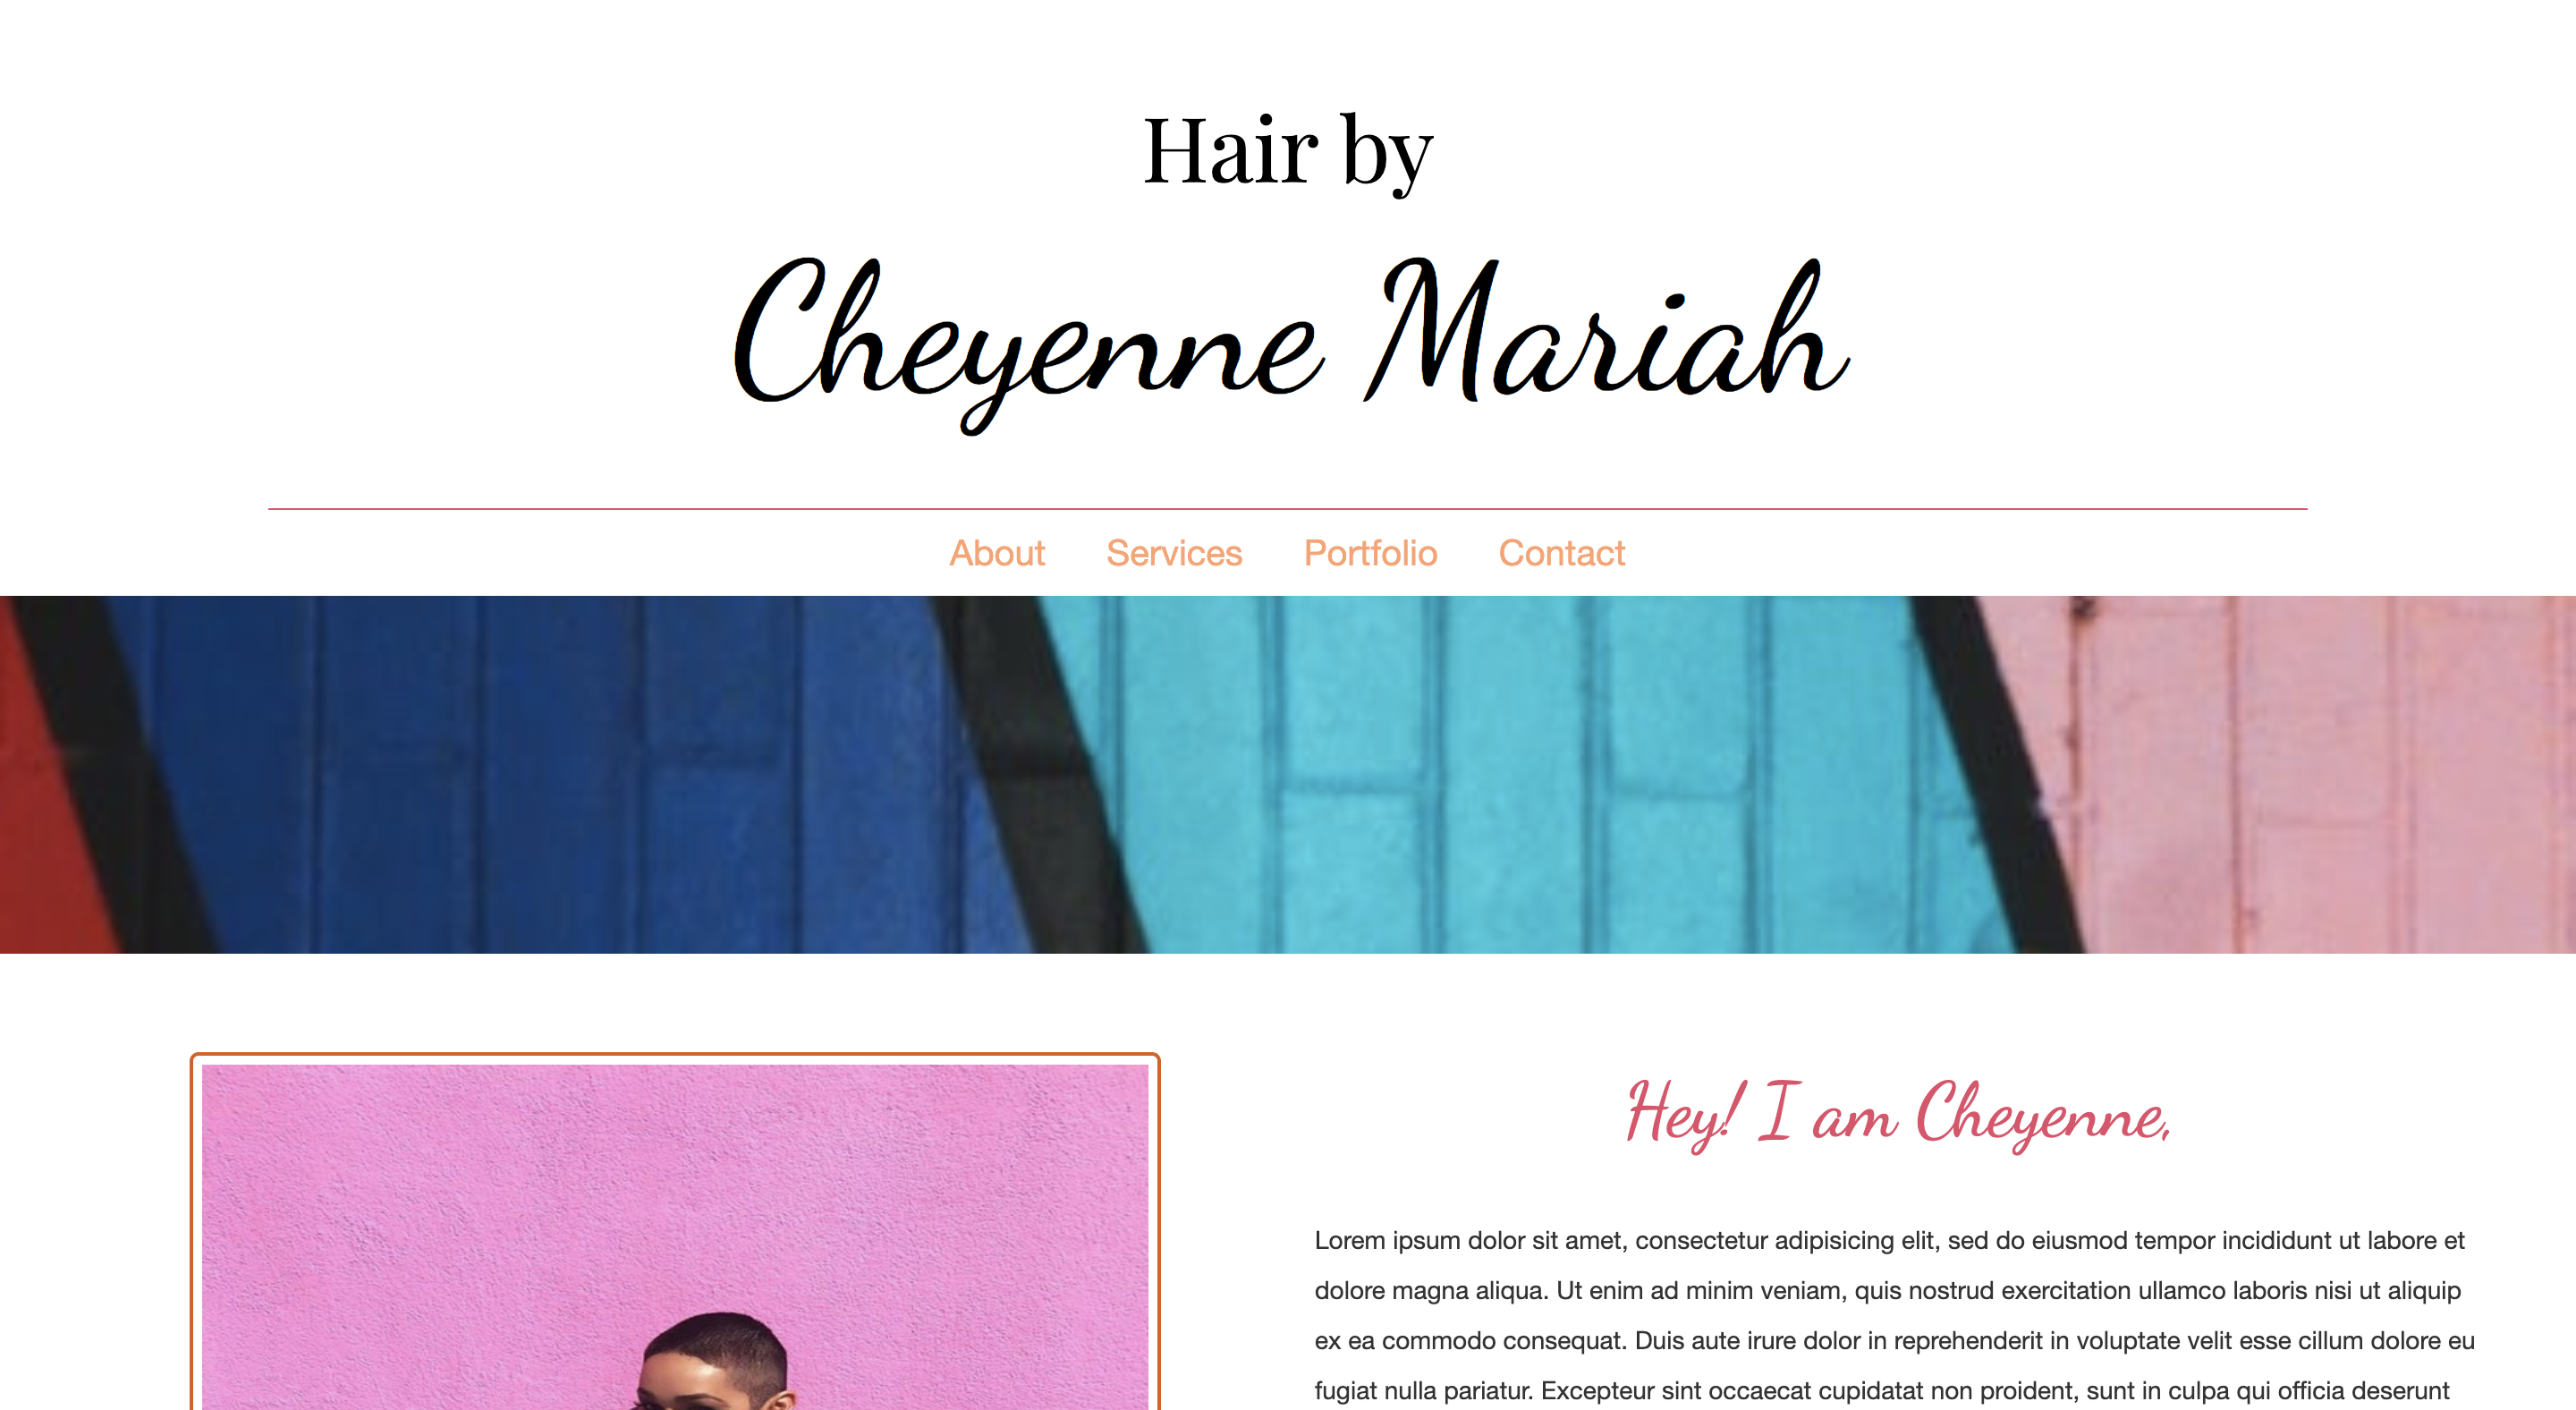 Hair by
Cheyenne Mariah
About Services Portfolio Contact
Hey! I am Cheyenne,
Lorem ipsum dolor sit amet, consectetur adipisicing elit, sed do eiusmod tempor incididunt ut labore et
dolore magna aliqua. Ut enim ad minim veniam, quis nostrud exercitation ullamco laboris nisi ut aliquip
ex ea commodo consequat. Duis aute irure dolor in reprehenderit in voluptate velit esse cillum dolore eu
fugiat nulla pariatur. Excepteur sint occaecat cupidatat non proident, sunt in culpa qui officia deserunt